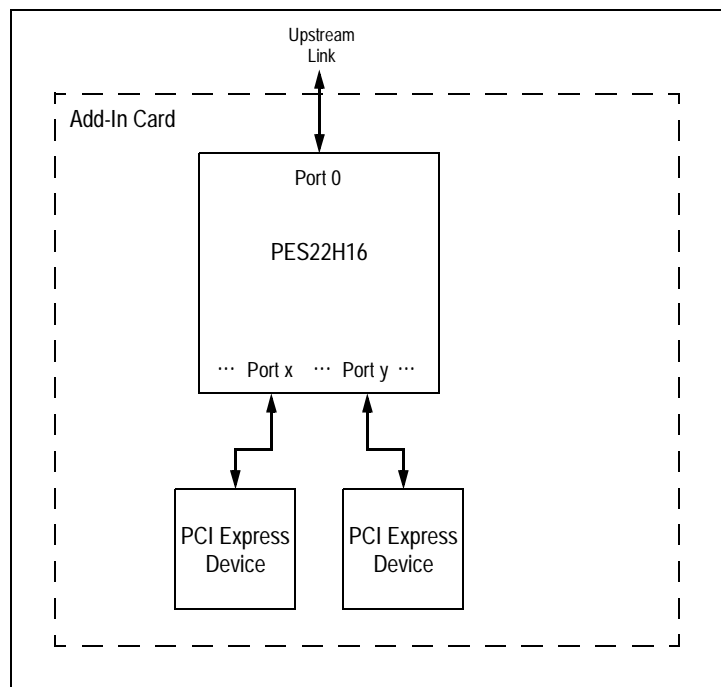 Upstream
Link
Add-In Card
Port 0
PES22H16
··· Port x ··· Port y ···
PCI Express
Device
PCI Express
Device